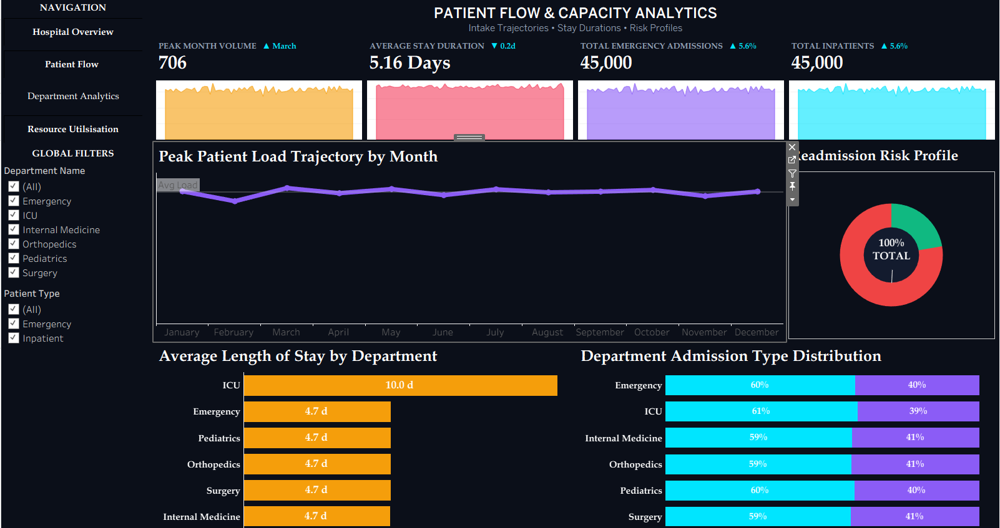 NAVIGATION
Hospital Overview
Patient Flow
Department Analytics
Resource Utilsisation
GLOBAL FILTERS
Department Name
(All)
Emergency
ICU
Internal Medicine
Orthopedics
Pediatrics
Surgery
Patient Type
(All)
Emergency
Inpatient
PATIENT FLOW & CAPACITY ANALYTICS
Intake Trajectories • Stay Durations • Risk Profiles
PEAK MONTH VOLUME ▲ March
706
AVERAGE STAY DURATION ▼ 0.2d
5.16 Days
TOTAL EMERGENCY ADMISSIONS ▲ 5.6%
45,000
TOTAL INPATIENTS ▲ 5.6%
45,000
Peak Patient Load Trajectory by Month
Avg Load
January February March April May June July August September October November December
Readmission Risk Profile
100%
TOTAL
Average Length of Stay by Department
ICU 10.0 d
Emergency 4.7 d
Pediatrics 4.7 d
Orthopedics 4.7 d
Surgery 4.7 d
Internal Medicine 4.7 d
Department Admission Type Distribution
Emergency 60% 40%
ICU 61% 39%
Internal Medicine 59% 41%
Orthopedics 59% 41%
Pediatrics 60% 40%
Surgery 59% 41%